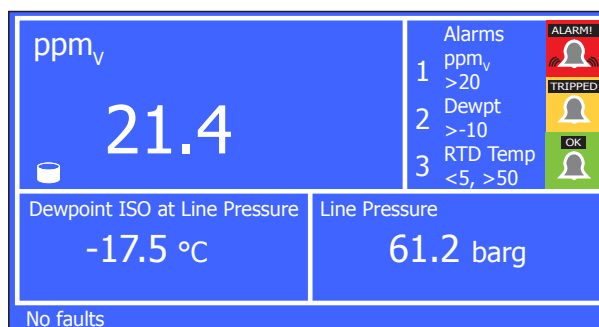 ppmv
21.4
Alarms
1 ppmv >20
ALARM!
2 Dewpt >-10
TRIPPED
3 RTD Temp <5, >50
OK
Dewpoint ISO at Line Pressure
-17.5 °C
Line Pressure
61.2 barg
No faults